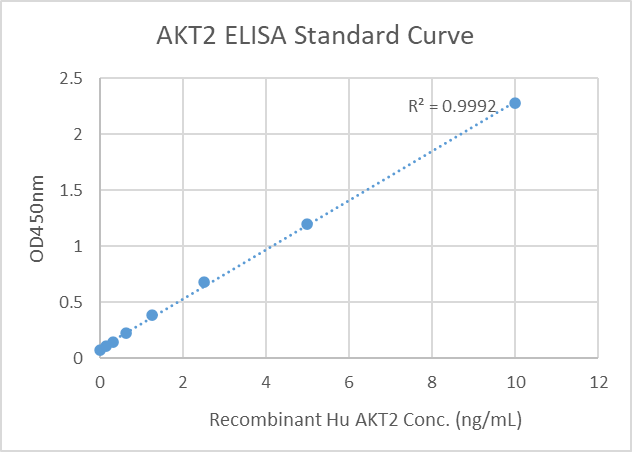 AKT2 ELISA Standard Curve
2.5
R² = 0.9992
2
1.5
1
0.5
0
OD450nm
0 2 4 6 8 10 12
Recombinant Hu AKT2 Conc. (ng/mL)